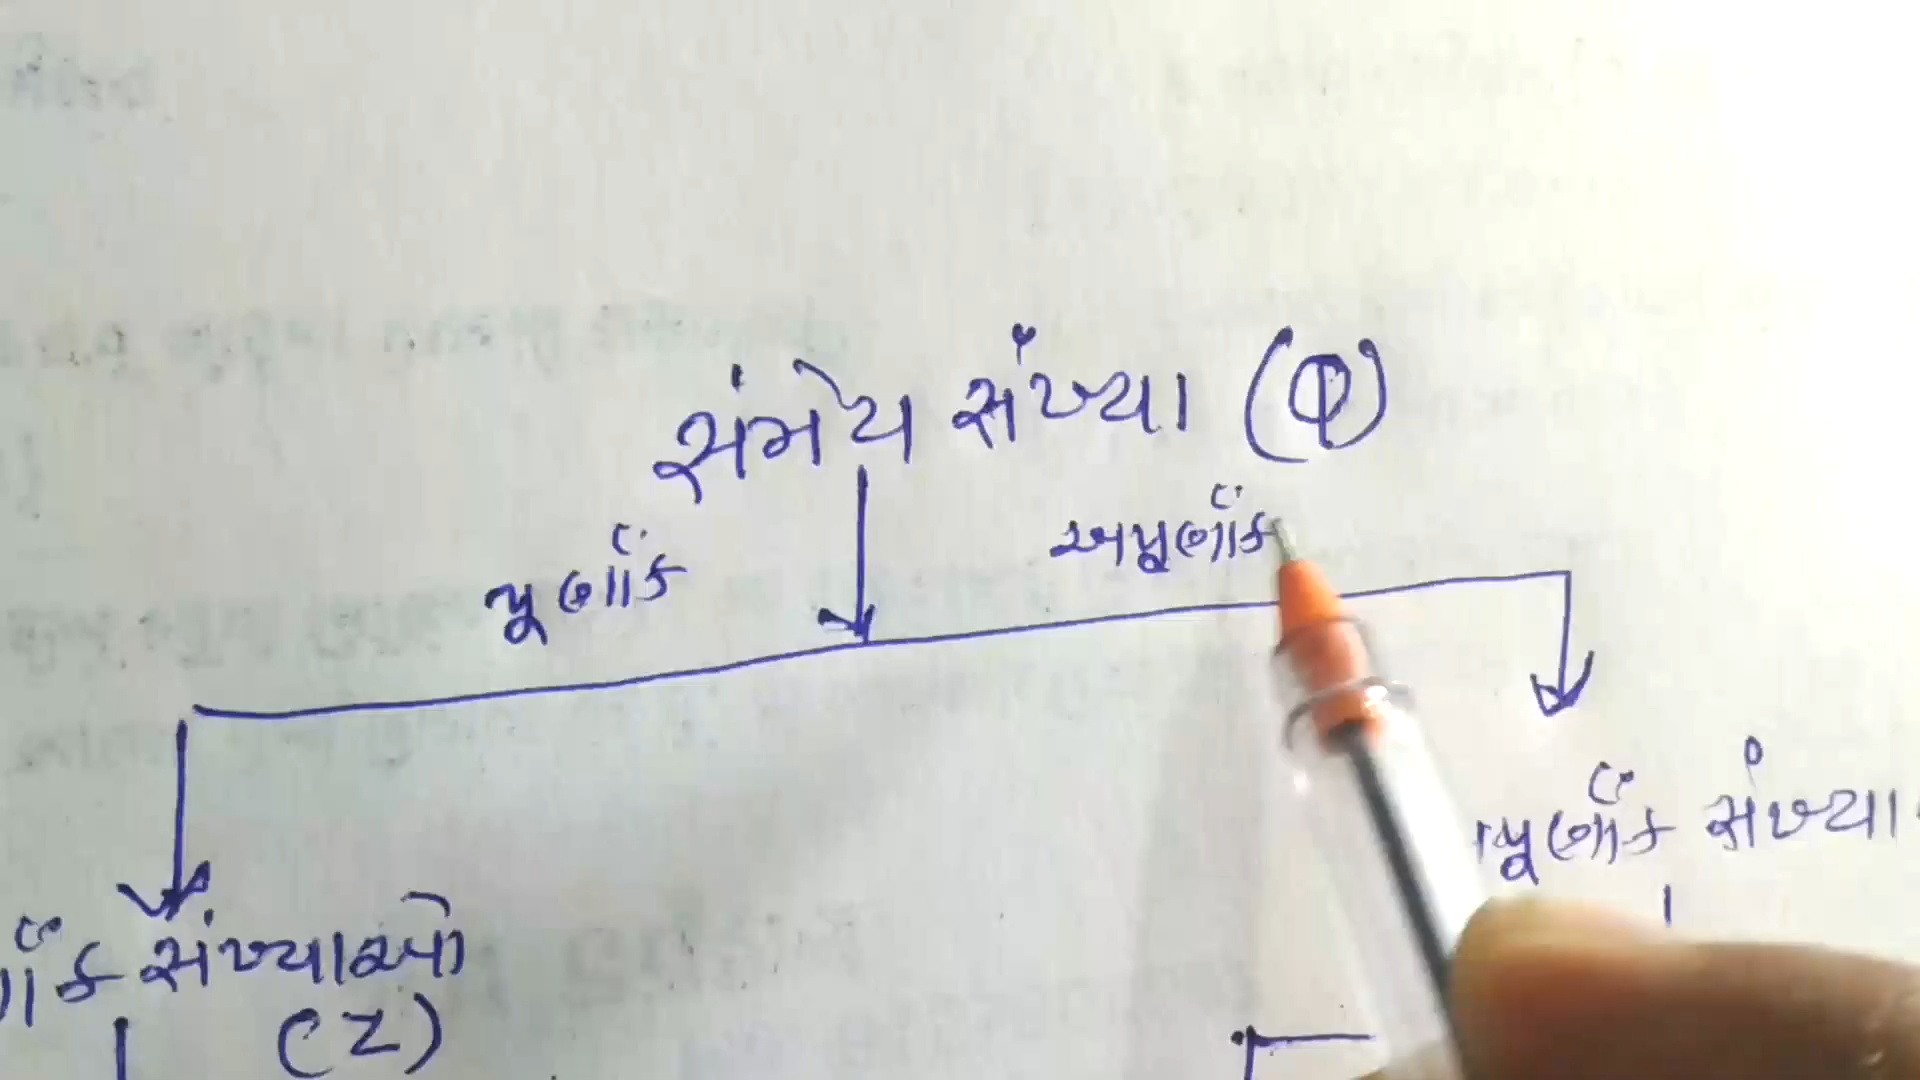 સંમેય સંખ્યા (Q)
પૂર્ણાંક અપૂર્ણાંક
પૂર્ણાંક સંખ્યા
ર્ણાંક સંખ્યાઓ
(Z)